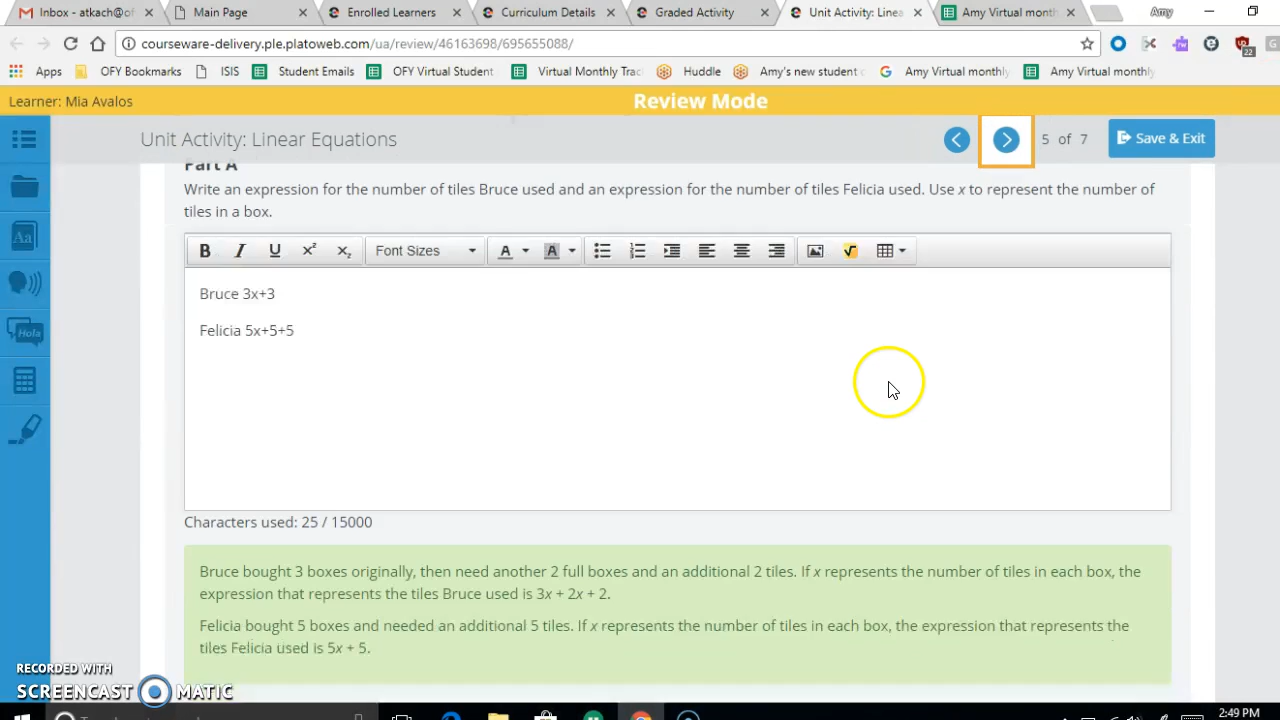 Inbox - atkach@of
Main Page
Enrolled Learners
Curriculum Details
Graded Activity
Unit Activity: Linea
Amy Virtual month
Amy
courseware-delivery.ple.platoweb.com/ua/review/46163698/695655088/
22
Apps
OFY Bookmarks
ISIS
Student Emails
OFY Virtual Student
Virtual Monthly Trac
Huddle
Amy's new student
Amy Virtual monthly
Amy Virtual monthly
Learner: Mia Avalos
Review Mode
Unit Activity: Linear Equations
5 of 7
Save & Exit
Part A
Write an expression for the number of tiles Bruce used and an expression for the number of tiles Felicia used. Use x to represent the number of
tiles in a box.
B I U x² x₂ Font Sizes A A
Aa
Hola
Bruce 3x+3
Felicia 5x+5+5
Characters used: 25 / 15000
Bruce bought 3 boxes originally, then need another 2 full boxes and an additional 2 tiles. If x represents the number of tiles in each box, the
expression that represents the tiles Bruce used is 3x + 2x + 2.
Felicia bought 5 boxes and needed an additional 5 tiles. If x represents the number of tiles in each box, the expression that represents the
tiles Felicia used is 5x + 5.
RECORDED WITH
SCREENCAST MATIC
2:49 PM